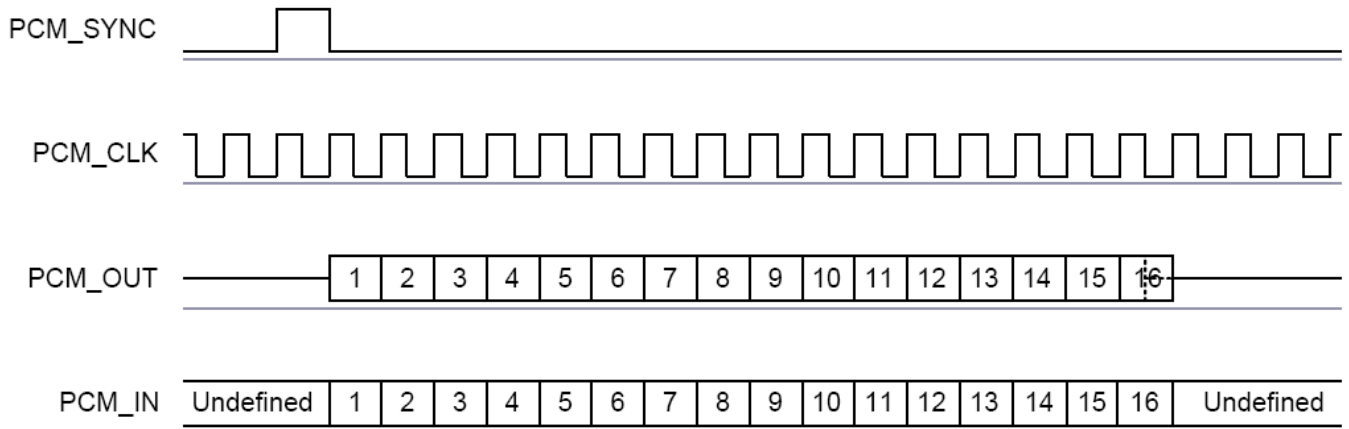 PCM_SYNC
PCM_CLK
PCM_OUT 1 2 3 4 5 6 7 8 9 10 11 12 13 14 15 16
PCM_IN Undefined 1 2 3 4 5 6 7 8 9 10 11 12 13 14 15 16 Undefined